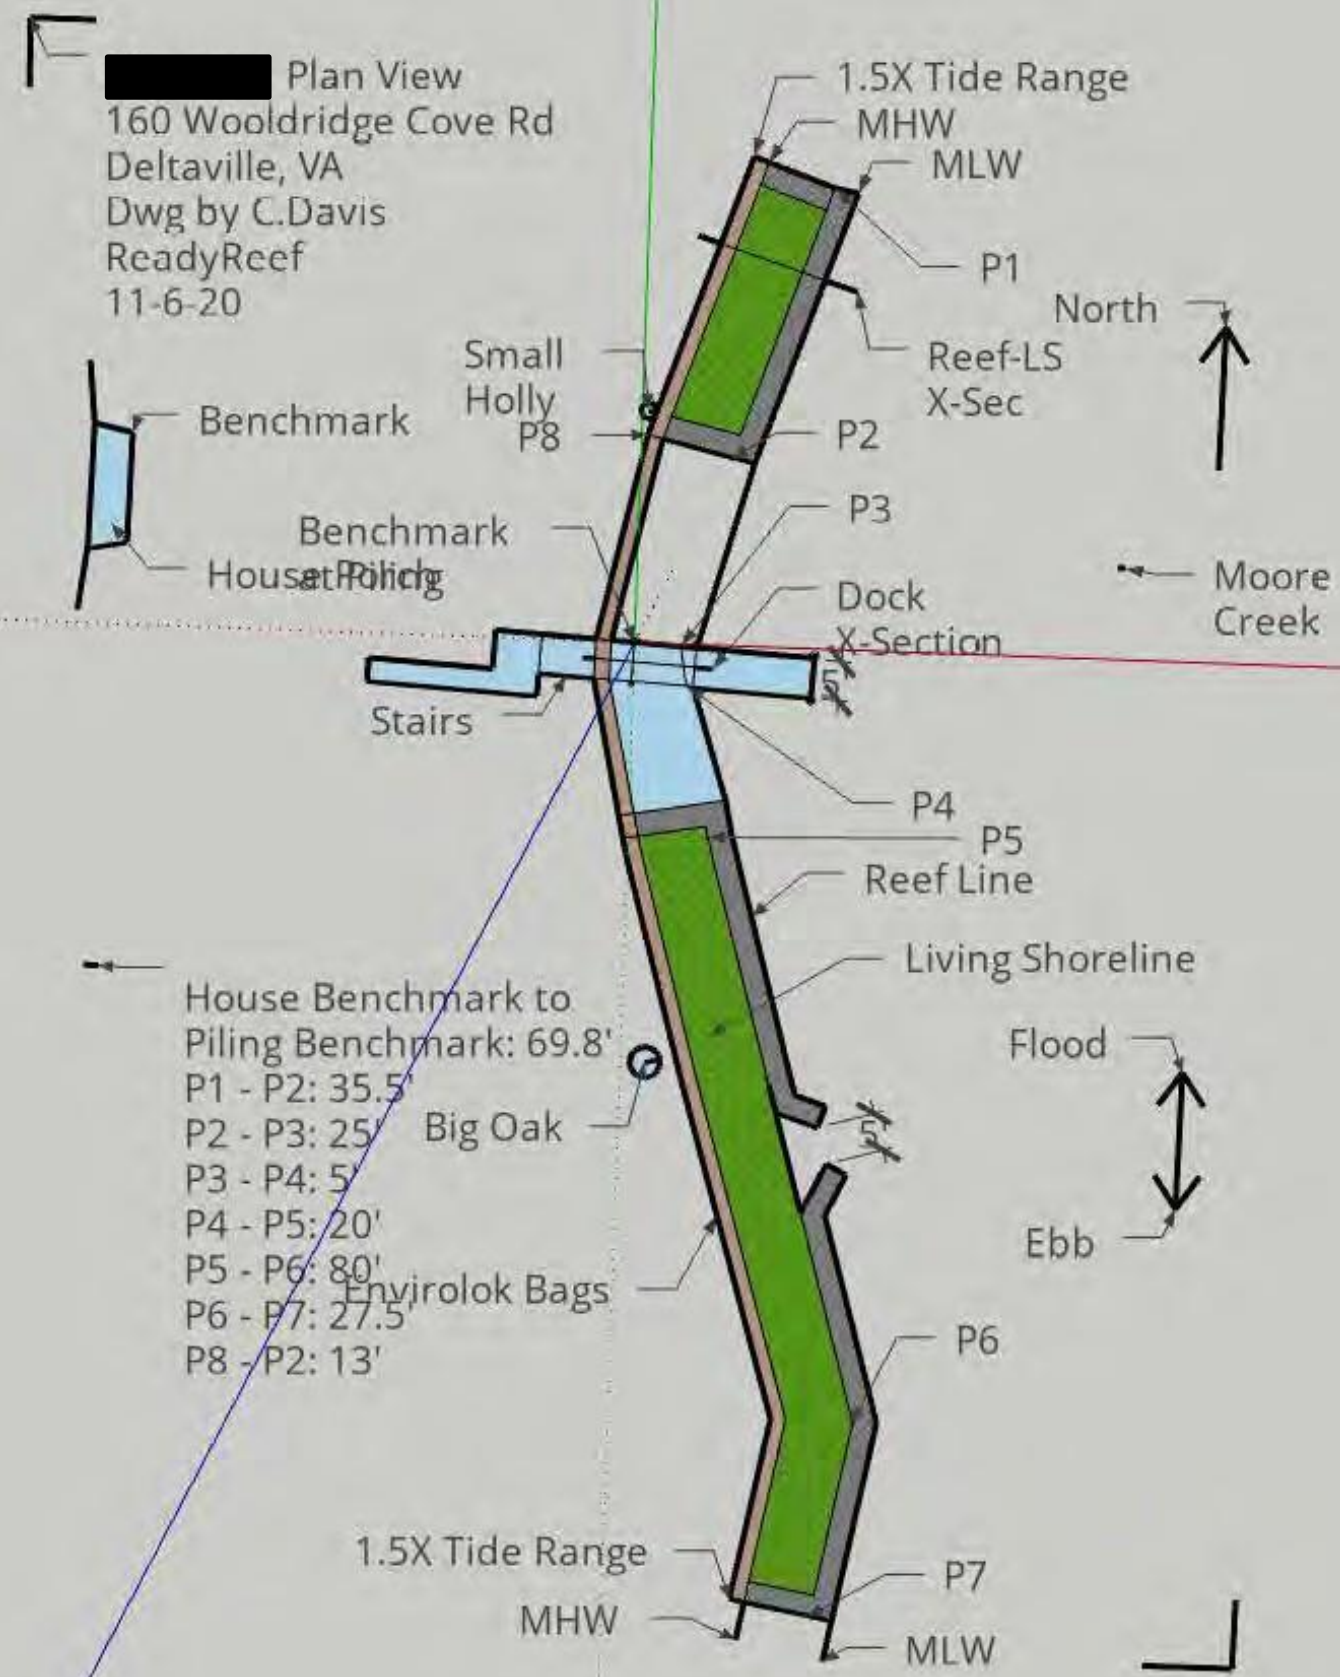 Plan View
160 Wooldridge Cove Rd
Deltaville, VA
Dwg by C.Davis
ReadyReef
11-6-20
1.5X Tide Range
MHW
MLW
P1
North
Reef-LS
X-Sec
Small
Holly
P8
P2
Benchmark
P3
Benchmark
at Piling
House Porch
Moore
Creek
Dock
X-Section
5'
Stairs
P4
P5
Reef Line
Living Shoreline
House Benchmark to
Piling Benchmark: 69.8'
P1 - P2: 35.5'
P2 - P3: 25'
P3 - P4: 5'
P4 - P5: 20'
P5 - P6: 80'
P6 - P7: 27.5'
P8 - P2: 13'
Flood
Big Oak
5'
Ebb
Envirolok Bags
P6
1.5X Tide Range
P7
MHW
MLW